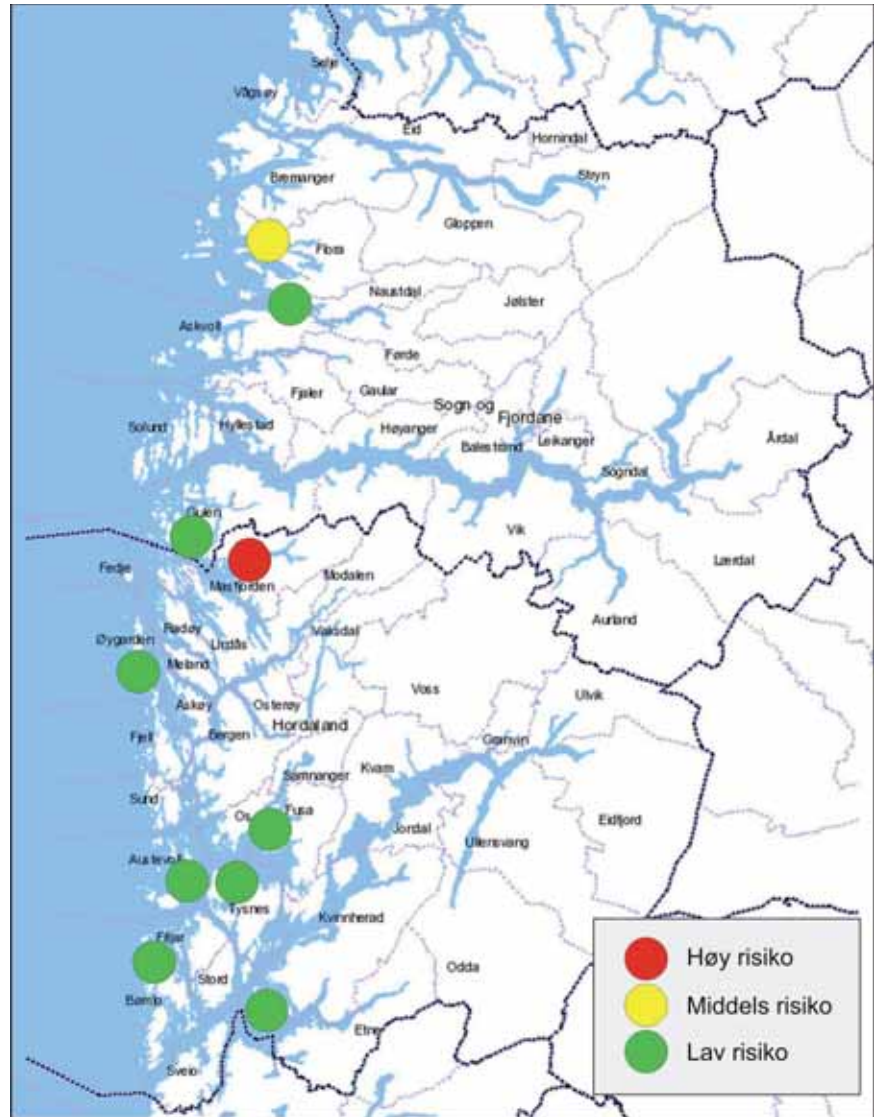 Selje
Vågsøy
Eid
Hornindal
Stryn
Bremanger
Gloppen
Flora
Naustdal
Jølster
Askvoll
Førde
Fjaler
Gaular
Sogn og
Fjordane
Hyllestad
Solund
Høyanger
Balestrand
Leikanger
Sogndal
Årdal
Gulen
Vik
Lærdal
Fedje
Masfjorden
Modalen
Aurland
Radøy
Lindås
Vaksdal
Øygarden
Meland
Voss
Ulvik
Askøy
Osterøy
Hordaland
Fjell
Bergen
Granvin
Samnanger
Kvam
Sund
Os
Fusa
Jondal
Ullensvang
Eidfjord
Austevoll
Tysnes
Kvinnherad
Fitjar
Stord
Odda
Bømlo
Etne
Sveio
Høy risiko
Middels risiko
Lav risiko